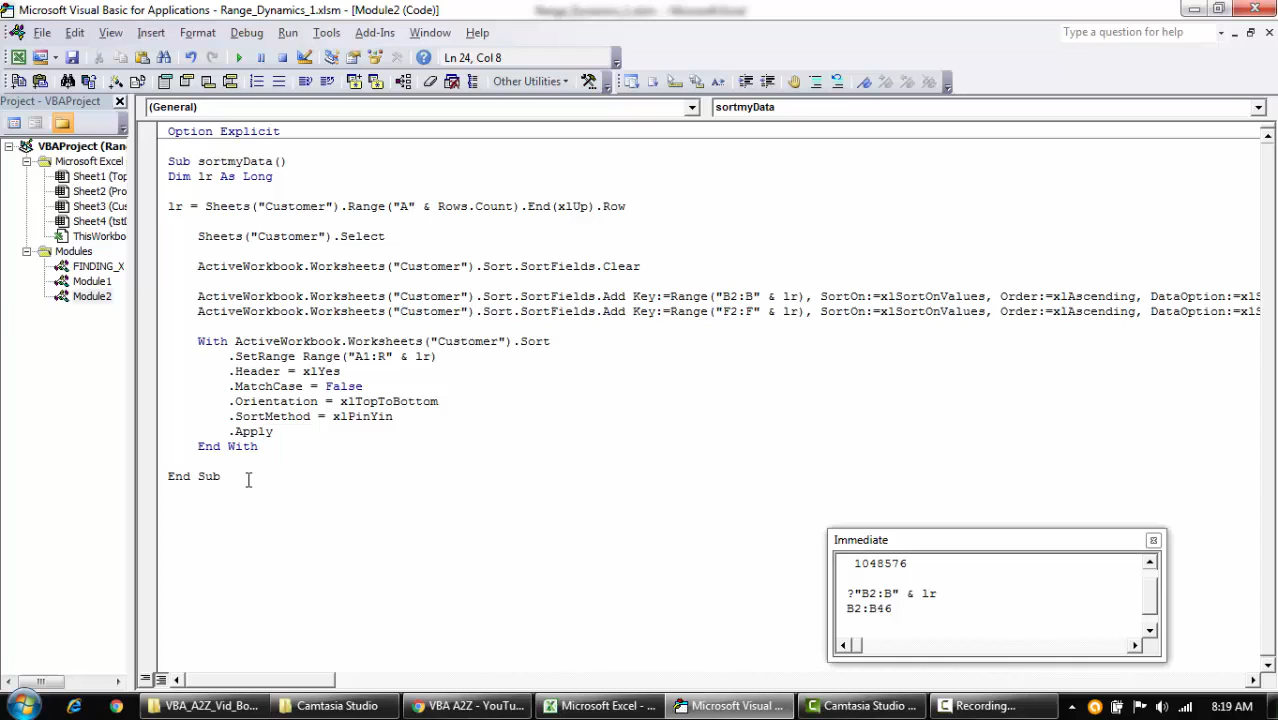 Microsoft Visual Basic for Applications - Range_Dynamics_1.xlsm - [Module2 (Code)]
File Edit View Insert Format Debug Run Tools Add-Ins Window Help
Type a question for help
Ln 24, Col 8
Other Utilities
Project - VBAProject
(General)
sortmyData
VBAProject (Ran
Microsoft Excel
Sheet1 (Top
Sheet2 (Pro
Sheet3 (Cus
Sheet4 (tstD
ThisWorkbo
Modules
FINDING_X
Module1
Module2
Option Explicit
Sub sortmyData()
Dim lr As Long
lr = Sheets("Customer").Range("A" & Rows.Count).End(xlUp).Row
Sheets("Customer").Select
ActiveWorkbook.Worksheets("Customer").Sort.SortFields.Clear
ActiveWorkbook.Worksheets("Customer").Sort.SortFields.Add Key:=Range("B2:B" & lr), SortOn:=xlSortOnValues, Order:=xlAscending, DataOption:=xlS
ActiveWorkbook.Worksheets("Customer").Sort.SortFields.Add Key:=Range("F2:F" & lr), SortOn:=xlSortOnValues, Order:=xlAscending, DataOption:=xlS
With ActiveWorkbook.Worksheets("Customer").Sort
.SetRange Range("A1:R" & lr)
.Header = xlYes
.MatchCase = False
.Orientation = xlTopToBottom
.SortMethod = xlPinYin
.Apply
End With
End Sub
Immediate
1048576
?"B2:B" & lr
B2:B46
VBA_A2Z_Vid_Bo...
Camtasia Studio
VBA A2Z - YouTu...
Microsoft Excel - ...
Microsoft Visual ...
Camtasia Studio ...
Recording...
8:19 AM